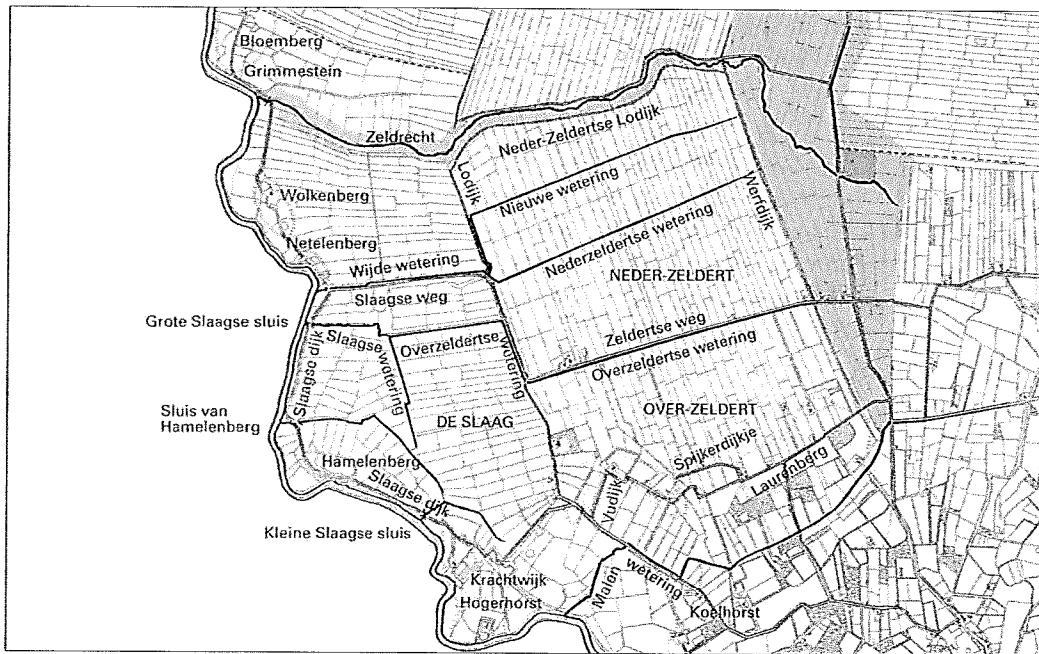 Bloemberg
Grimmestein
Zeldrecht
Neder-Zeldertse Lodijk
Lodijk
Nieuwe wetering
Werfdijk
Wolkenberg
Netelenberg
Nederzeldertse wetering
Wijde wetering
NEDER-ZELDERT
Slaagse weg
Grote Slaagse sluis
Zeldertse weg
Slaagse dijk
Slaagse wetering
Overzeldertse wetering
Overzeldertse wetering
Sluis van
Hamelenberg
DE SLAAG
OVER-ZELDERT
Spijkerdijkje
Hamelenberg
Laurenberg
Slaagse dijk
Vudijk
Kleine Slaagse sluis
Krachtwijk
Malen wetering
Hogerhorst
Koelhorst